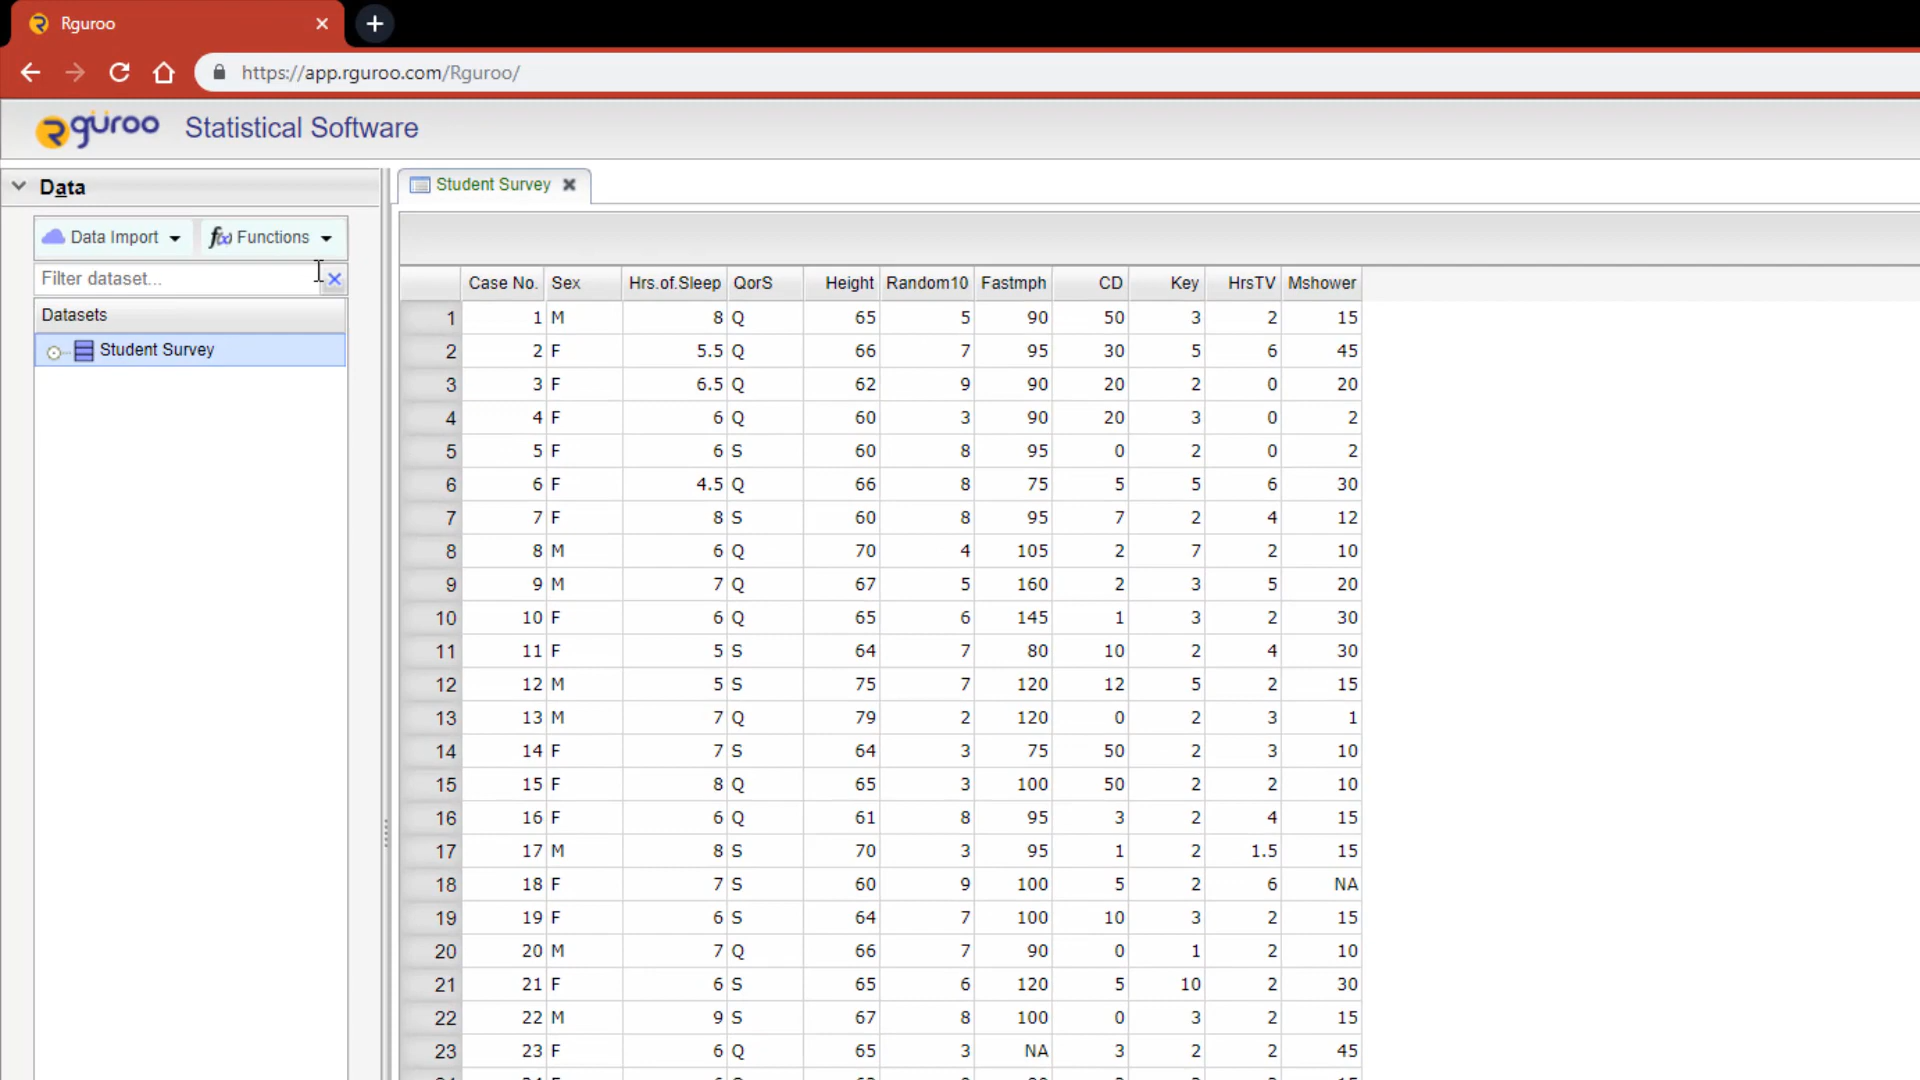 Rguroo
https://app.rguroo.com/Rguroo/
rguroo Statistical Software
Data
Student Survey
Data Import
Functions
Filter dataset...
Datasets
Student Survey
Case No. Sex Hrs.of.Sleep QorS Height Random10 Fastmph CD Key HrsTV Mshower
1 1 M 8 Q 65 5 90 50 3 2 15
2 2 F 5.5 Q 66 7 95 30 5 6 45
3 3 F 6.5 Q 62 9 90 20 2 0 20
4 4 F 6 Q 60 3 90 20 3 0 2
5 5 F 6 S 60 8 95 0 2 0 2
6 6 F 4.5 Q 66 8 75 5 5 6 30
7 7 F 8 S 60 8 95 7 2 4 12
8 8 M 6 Q 70 4 105 2 7 2 10
9 9 M 7 Q 67 5 160 2 3 5 20
10 10 F 6 Q 65 6 145 1 3 2 30
11 11 F 5 S 64 7 80 10 2 4 30
12 12 M 5 S 75 7 120 12 5 2 15
13 13 M 7 Q 79 2 120 0 2 3 1
14 14 F 7 S 64 3 75 50 2 3 10
15 15 F 8 Q 65 3 100 50 2 2 10
16 16 F 6 Q 61 8 95 3 2 4 15
17 17 M 8 S 70 3 95 1 2 1.5 15
18 18 F 7 S 60 9 100 5 2 6 NA
19 19 F 6 S 64 7 100 10 3 2 15
20 20 M 7 Q 66 7 90 0 1 2 10
21 21 F 6 S 65 6 120 5 10 2 30
22 22 M 9 S 67 8 100 0 3 2 15
23 23 F 6 Q 65 3 NA 3 2 2 45